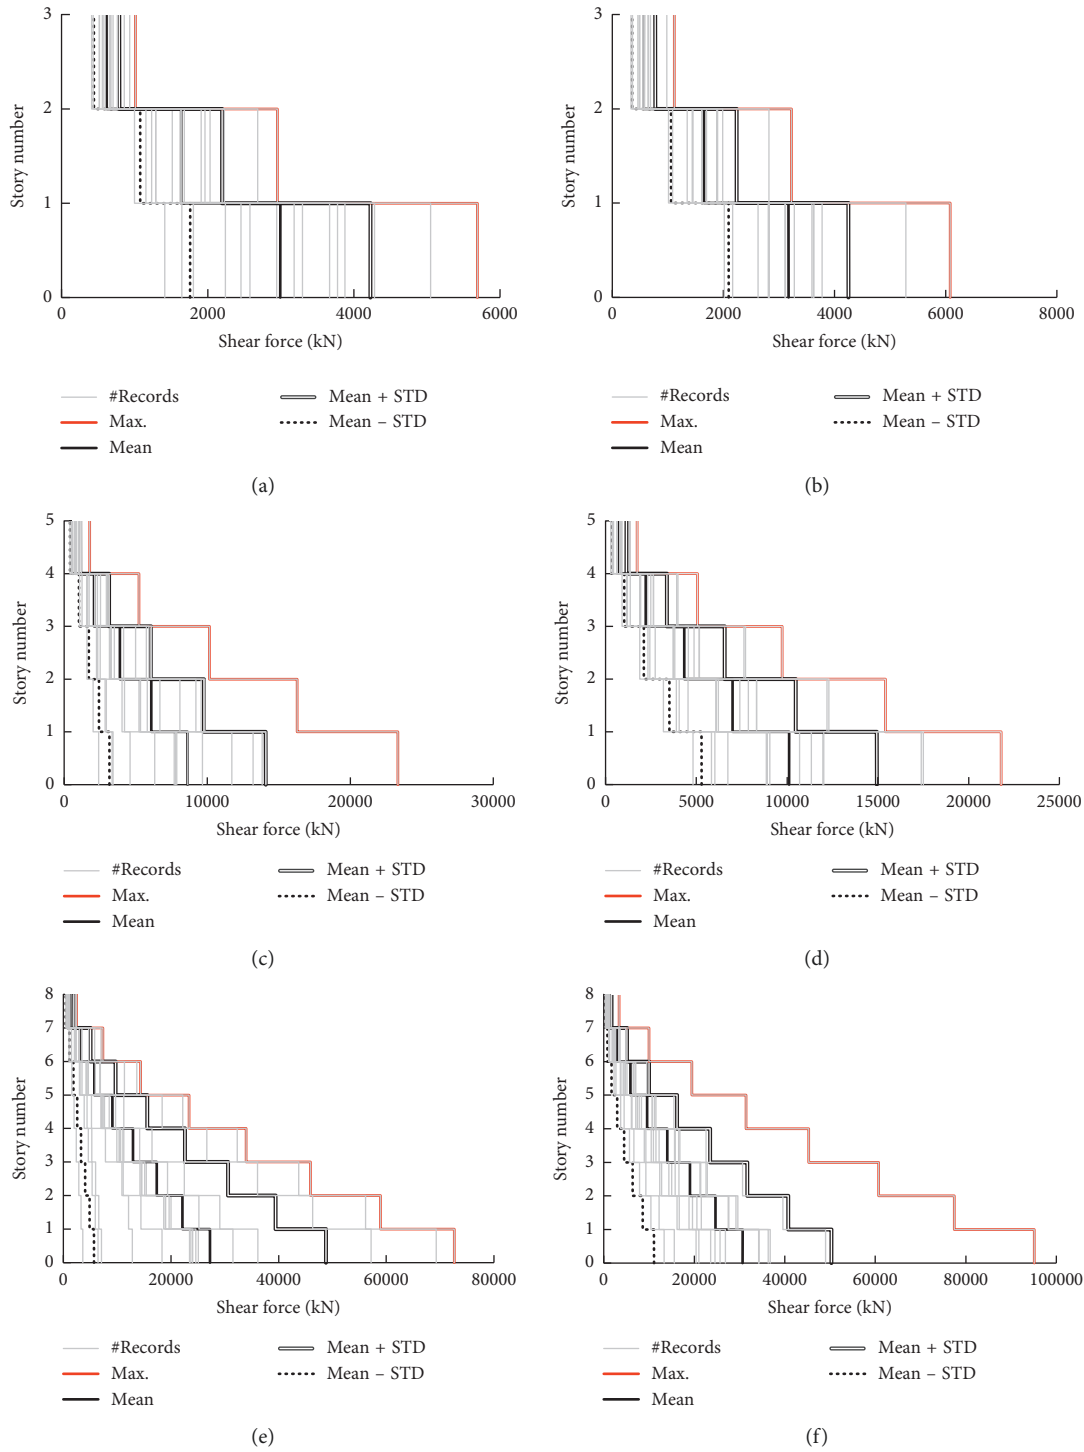 3
2
1
0
Story number
0
2000
4000
6000
Shear force (kN)
#Records
Max.
Mean
Mean + STD
Mean – STD
(a)
3
2
1
0
Story number
0
2000
4000
6000
8000
Shear force (kN)
#Records
Max.
Mean
Mean + STD
Mean – STD
(b)
5
4
3
2
1
0
Story number
0
10000
20000
30000
Shear force (kN)
#Records
Max.
Mean
Mean + STD
Mean – STD
(c)
5
4
3
2
1
0
Story number
0
5000
10000
15000
20000
25000
Shear force (kN)
#Records
Max.
Mean
Mean + STD
Mean – STD
(d)
8
7
6
5
4
3
2
1
0
Story number
0
20000
40000
60000
80000
Shear force (kN)
#Records
Max.
Mean
Mean + STD
Mean – STD
(e)
8
7
6
5
4
3
2
1
0
Story number
0
20000
40000
60000
80000
100000
Shear force (kN)
#Records
Max.
Mean
Mean + STD
Mean – STD
(f)